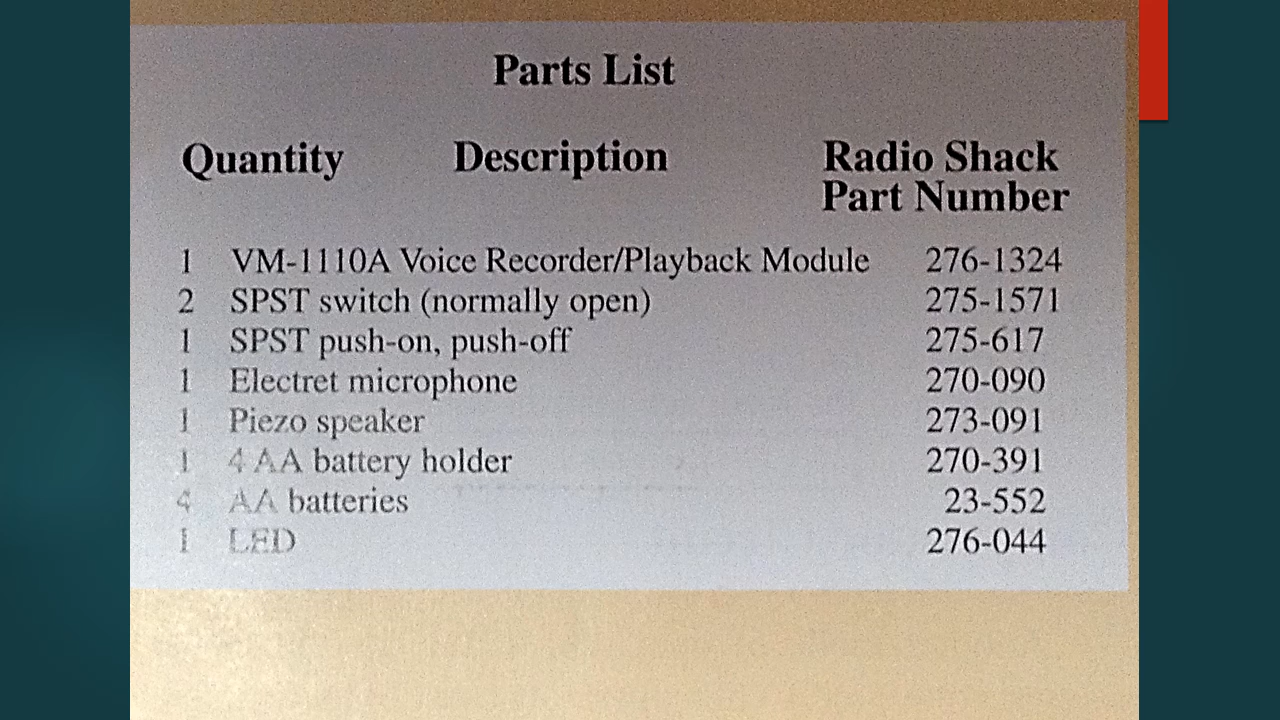 Parts List
Quantity Description Radio Shack
Part Number
1 VM-1110A Voice Recorder/Playback Module 276-1324
2 SPST switch (normally open) 275-1571
1 SPST push-on, push-off 275-617
1 Electret microphone 270-090
1 Piezo speaker 273-091
1 4 AA battery holder 270-391
4 AA batteries 23-552
1 LED 276-044